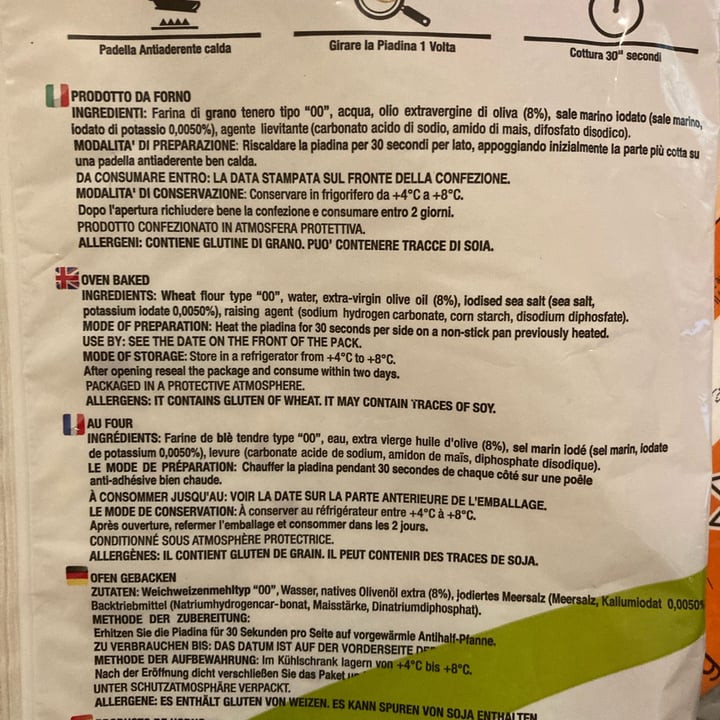 Padella Antiaderente calda
Girare la Piadina 1 Volta
Cottura 30" secondi
PRODOTTO DA FORNO
INGREDIENTI: Farina di grano tenero tipo "00", acqua, olio extravergine di oliva (8%), sale marino iodato (sale marino,
iodato di potassio 0,0050%), agente lievitante (carbonato acido di sodio, amido di mais, difosfato disodico).
MODALITA' DI PREPARAZIONE: Riscaldare la piadina per 30 secondi per lato, appoggiando inizialmente la parte più cotta su
una padella antiaderente ben calda.
DA CONSUMARE ENTRO: LA DATA STAMPATA SUL FRONTE DELLA CONFEZIONE.
MODALITA' DI CONSERVAZIONE: Conservare in frigorifero da +4°C a +8°C.
Dopo l'apertura richiudere bene la confezione e consumare entro 2 giorni.
PRODOTTO CONFEZIONATO IN ATMOSFERA PROTETTIVA.
ALLERGENI: CONTIENE GLUTINE DI GRANO. PUO' CONTENERE TRACCE DI SOIA.
OVEN BAKED
INGREDIENTS: Wheat flour type "00", water, extra-virgin olive oil (8%), iodised sea salt (sea salt,
potassium iodate 0,0050%), raising agent (sodium hydrogen carbonate, corn starch, disodium diphosfate).
MODE OF PREPARATION: Heat the piadina for 30 seconds per side on a non-stick pan previously heated.
USE BY: SEE THE DATE ON THE FRONT OF THE PACK.
MODE OF STORAGE: Store in a refrigerator from +4°C to +8°C.
After opening reseal the package and consume within two days.
PACKAGED IN A PROTECTIVE ATMOSPHERE.
ALLERGENS: IT CONTAINS GLUTEN OF WHEAT. IT MAY CONTAIN TRACES OF SOY.
AU FOUR
INGRÉDIENTS: Farine de blè tendre type "00", eau, extra vierge huile d'olive (8%), sel marin iodé (sel marin, iodate
de potassium 0,0050%), levure (carbonate acide de sodium, amidon de maïs, diphosphate disodique).
LE MODE DE PRÉPARATION: Chauffer la piadina pendant 30 secondes de chaque côté sur une poêle
anti-adhésive bien chaude.
À CONSOMMER JUSQU'AU: VOIR LA DATE SUR LA PARTE ANTERIEURE DE L'EMBALLAGE.
LE MODE DE CONSERVATION: À conserver au réfrigérateur entre +4°C à +8°C.
Après ouverture, refermer l'emballage et consommer dans les 2 jours.
CONDITIONNÉ SOUS ATMOSPHÈRE PROTECTRICE.
ALLERGÈNES: IL CONTIENT GLUTEN DE GRAIN. IL PEUT CONTENIR DES TRACES DE SOJA.
OFEN GEBACKEN
ZUTATEN: Weichweizenmehltyp "00", Wasser, natives Olivenöl extra (8%), jodiertes Meersalz (Meersalz, Kaliumiodat 0,0050%
Backtriebmittel (Natriumhydrogencar-bonat, Maisstärke, Dinatriumdiphosphat).
METHODE DER ZUBEREITUNG:
Erhitzen Sie die Piadina für 30 Sekunden pro Seite auf vorgewärmte Antihalf-Pfanne.
ZU VERBRAUCHEN BIS: DAS DATUM IST AUF DER VORDERSEITE
METHODE DER AUFBEWAHRUNG: Im Kühlschrank lagern von +4°C bis +8°C.
Nach der Eröffnung dicht verschließen Sie das Paket
UNTER SCHUTZATMOSPHÄRE VERPACKT.
ALLERGENE: ES ENTHÄLT GLUTEN VON WEIZEN. ES KANN SPUREN VON SOJA ENTHALTEN